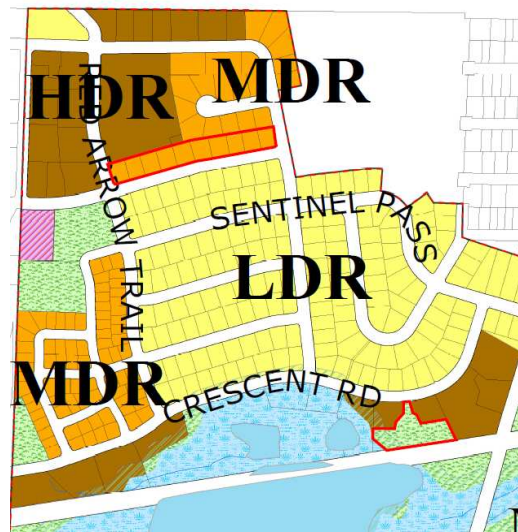 HDR
MDR
RED ARROW TRAIL
SENTINEL PASS
LDR
MDR
CRESCENT RD